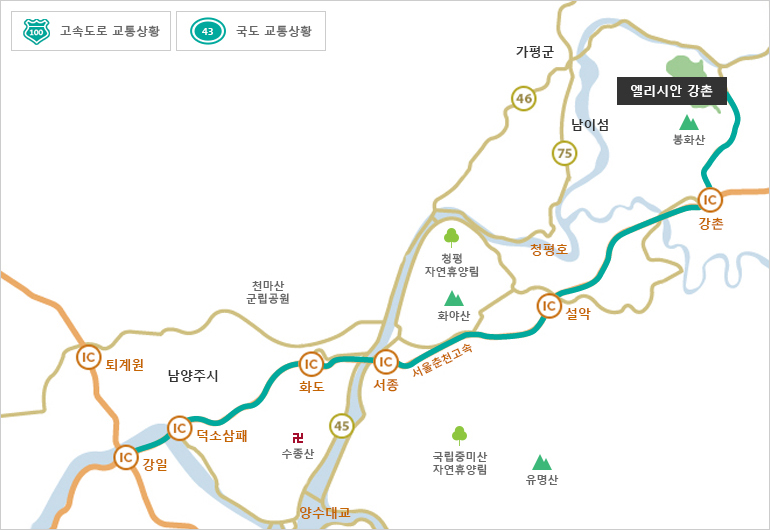 100 고속도로 교통상황
43 국도 교통상황
가평군
46
엘리시안 강촌
남이섬
봉화산
75
IC
강촌
청평호
청평
자연휴양림
천마산
군립공원
화야산
IC
설악
서울춘천고속
IC
퇴계원
남양주시
IC
화도
IC
서종
45
IC
덕소삼패
수종산
국립중미산
자연휴양림
IC
강일
유명산
양수대교